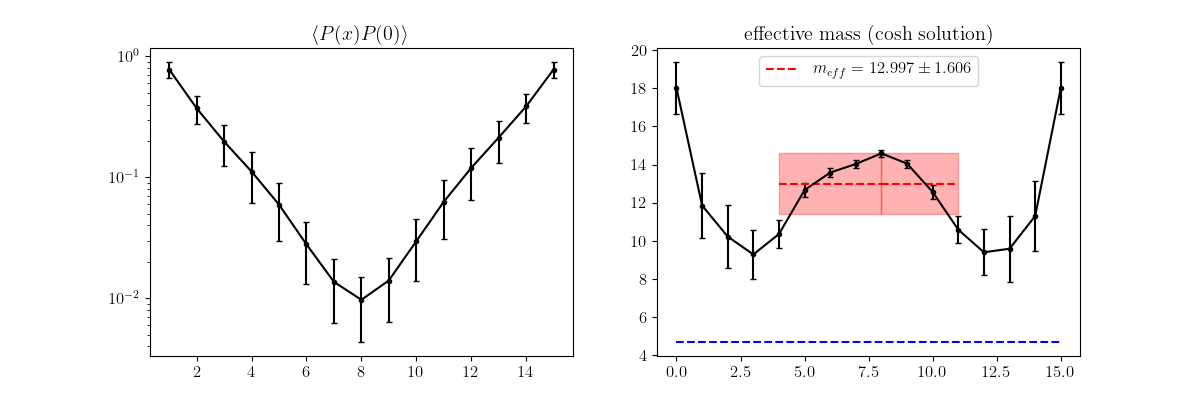 ⟨P(x)P(0)⟩
10⁰
10⁻¹
10⁻²
2 4 6 8 10 12 14
effective mass (cosh solution)
m_eff = 12.997 ± 1.606
20
18
16
14
12
10
8
6
4
0.0 2.5 5.0 7.5 10.0 12.5 15.0